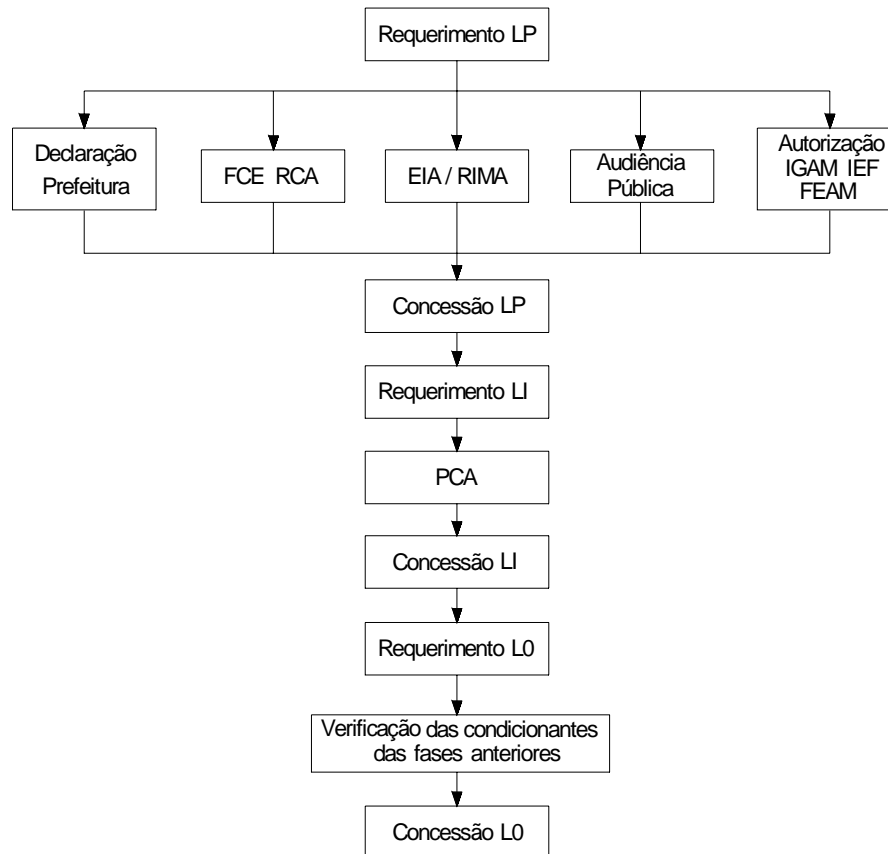 Requerimento LP
Declaração
Prefeitura
FCE RCA
EIA / RIMA
Audiência
Pública
Autorização
IGAM IEF
FEAM
Concessão LP
Requerimento LI
PCA
Concessão LI
Requerimento L0
Verificação das condicionantes
das fases anteriores
Concessão L0